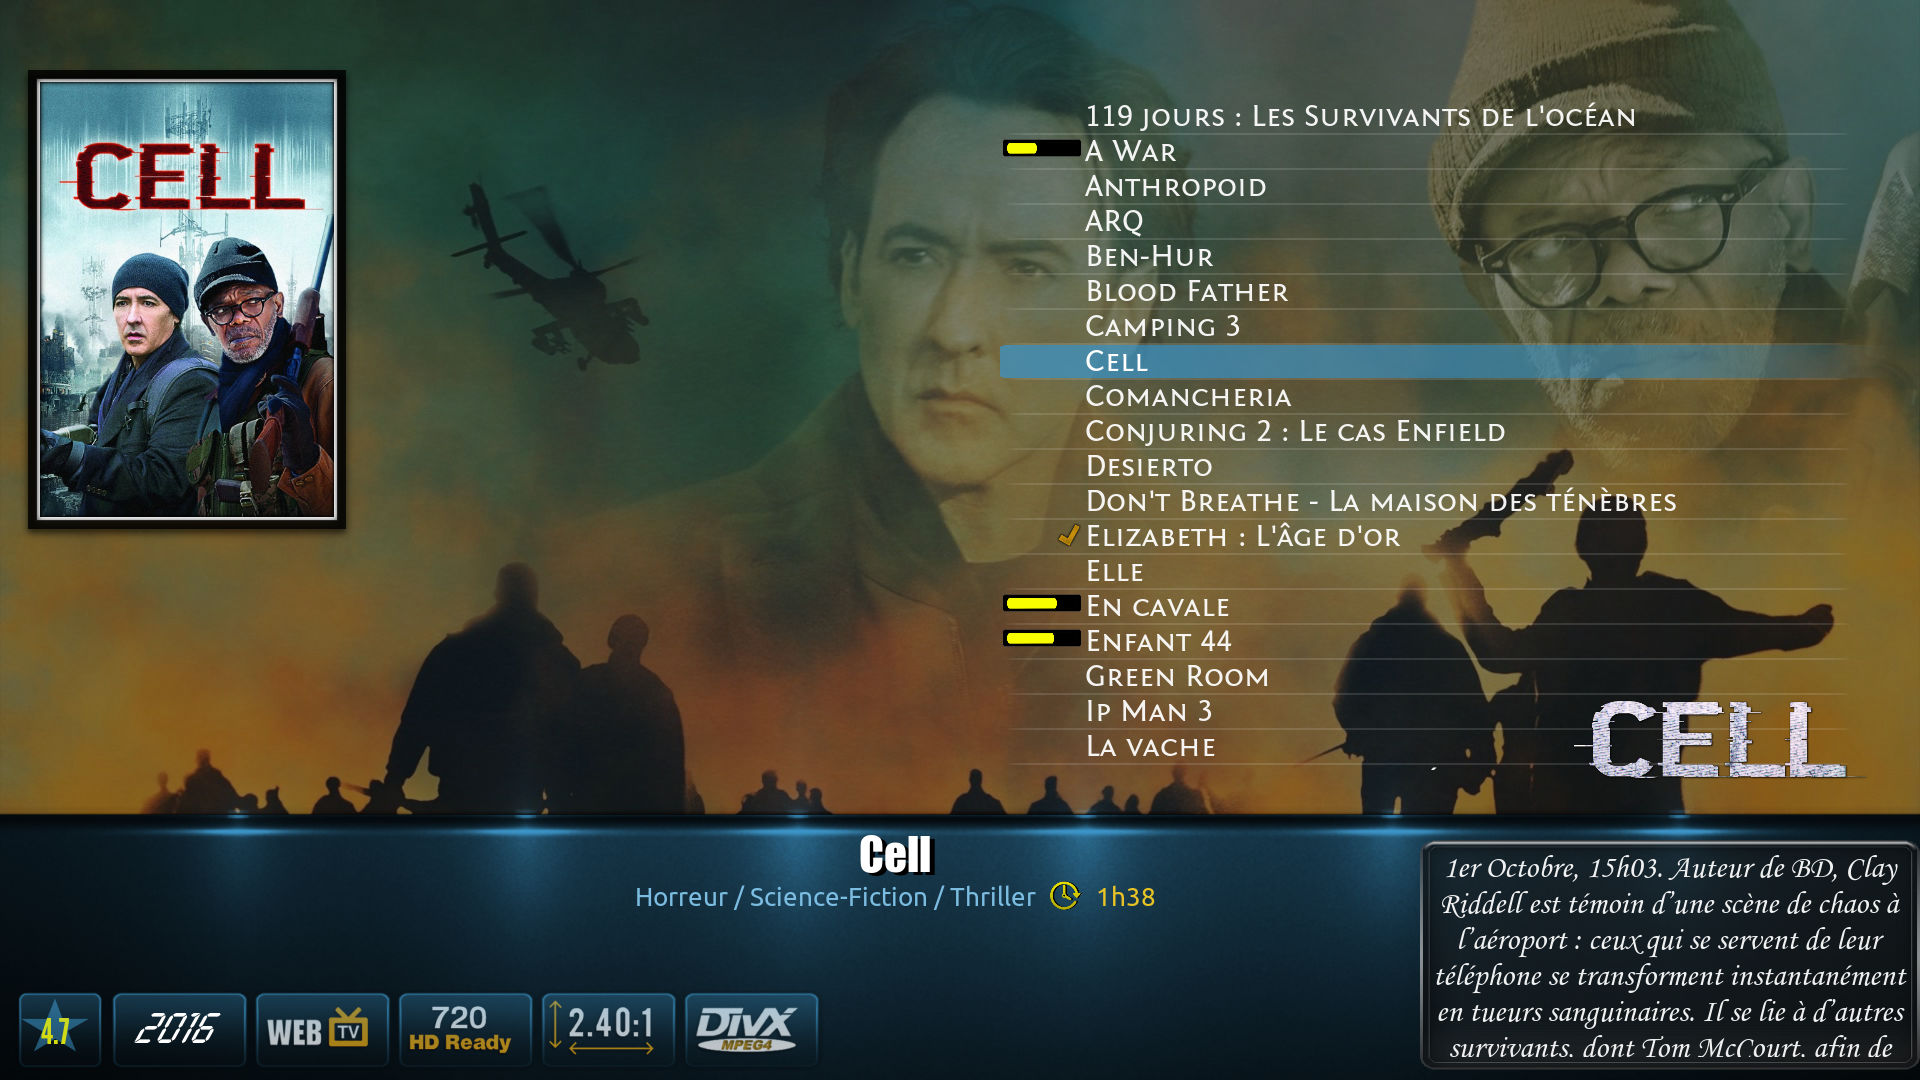 CELL
119 jours : Les Survivants de l'océan
A War
Anthropoid
ARQ
Ben-Hur
Blood Father
Camping 3
Cell
Comancheria
Conjuring 2 : Le cas Enfield
Desierto
Don't Breathe - La maison des ténèbres
Elizabeth : L'âge d'or
Elle
En cavale
Enfant 44
Green Room
Ip Man 3
La vache
CELL
Cell
Horreur / Science-Fiction / Thriller 1h38
1er Octobre, 15h03. Auteur de BD, Clay
Riddell est témoin d’une scène de chaos à
l’aéroport : ceux qui se servent de leur
téléphone se transforment instantanément
en tueurs sanguinaires. Il se lie à d’autres
survivants, dont Tom McCourt, afin de
4.7
2016
WEB TV
720
HD Ready
2.40:1
DivX
MPEG4